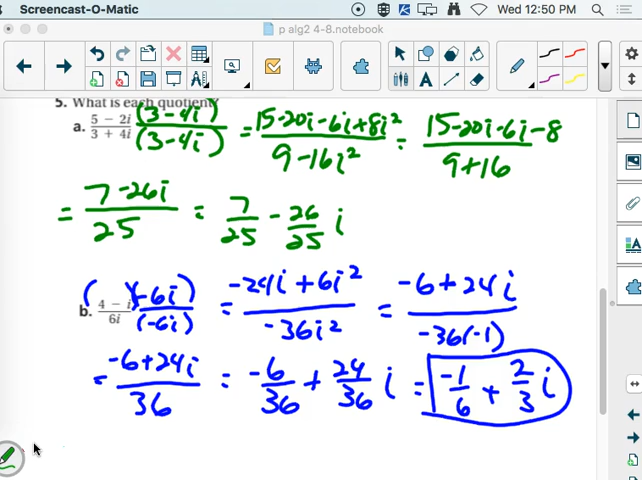 Screencast-O-Matic Wed 12:50 PM
p alg2 4-8.notebook
5. What is each quotient
a. (5 - 2i)/(3 + 4i) (3-4i)/(3-4i) = (15-20i-6i+8i²)/(9-16i²) = (15-20i-6i-8)/(9+16)
= (7-26i)/25 = 7/25 - 26/25 i
b. ( (4 - i)/(6i) )(-6i)/(-6i) = (-24i+6i²)/(-36i²) = (-6+24i)/(-36(-1))
= (-6+24i)/36 = -6/36 + 24/36 i = -1/6 + 2/3 i